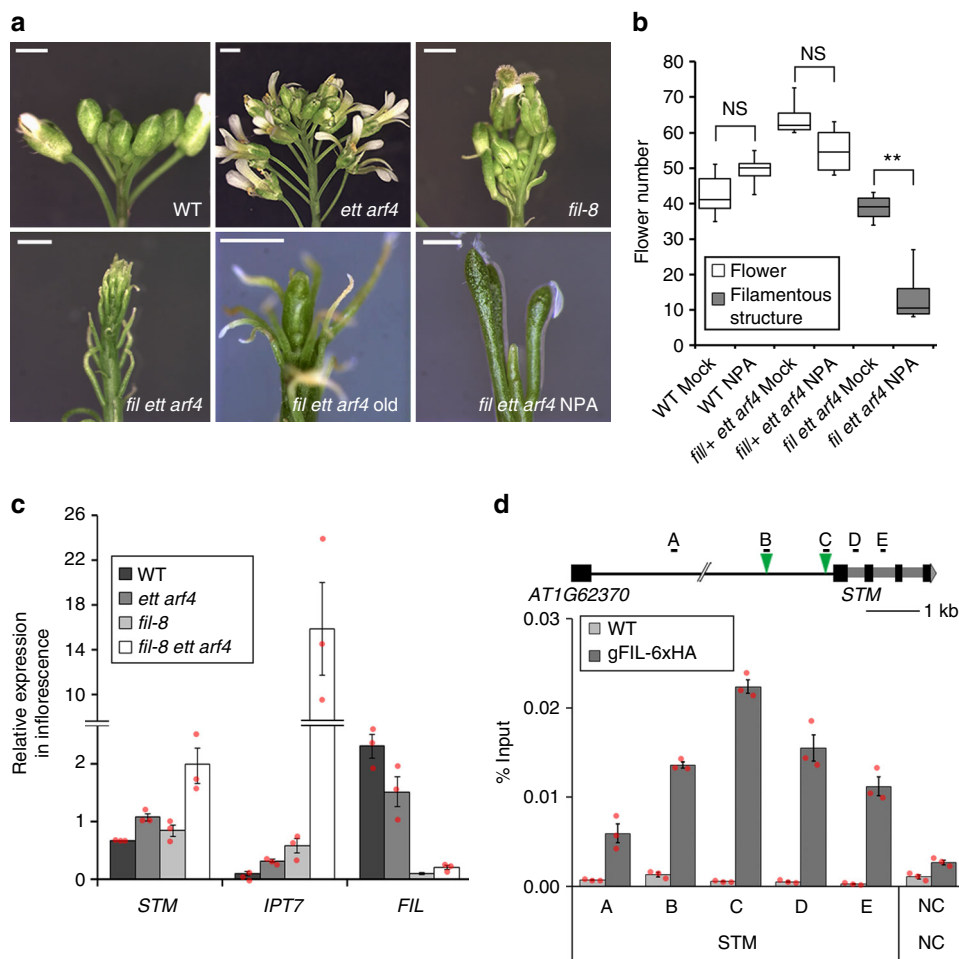 a
WT
ett arf4
fil-8
fil ett arf4
fil ett arf4 old
fil ett arf4 NPA
b
Flower number
80
70
60
50
40
30
20
10
0
NS
NS
**
Flower
Filamentous
structure
WT Mock
WT NPA
fil/+ ett arf4 Mock
fil/+ ett arf4 NPA
fil ett arf4 Mock
fil ett arf4 NPA
c
Relative expression
in inflorescence
26
22
18
14
10
2
1
0
WT
ett arf4
fil-8
fil-8 ett arf4
STM
IPT7
FIL
d
A
B
C
D
E
AT1G62370
STM
1 kb
% Input
0.03
0.02
0.01
0.00
WT
gFIL-6xHA
A
B
C
D
E
NC
STM
NC